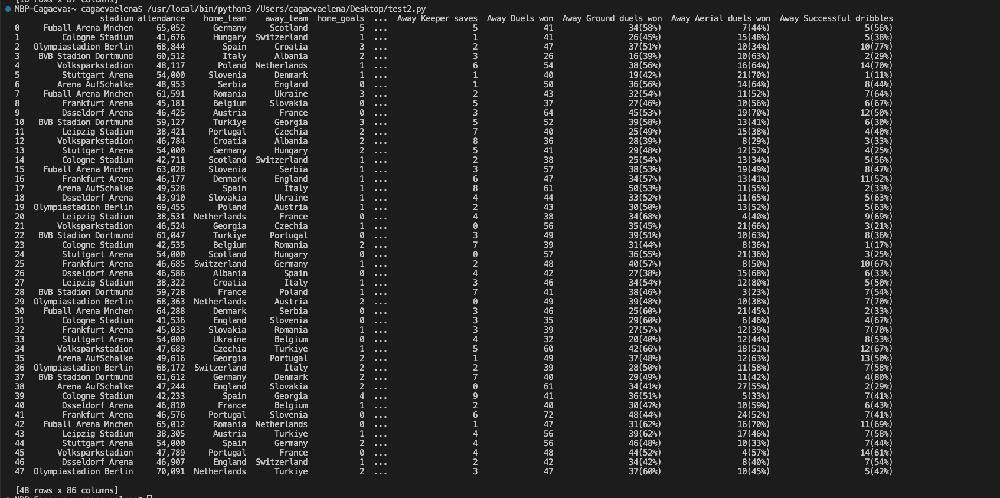 [48 rows x 87 columns]
MBP-Cagaeva:~ cagaevaelena$ /usr/local/bin/python3 /Users/cagaevaelena/Desktop/test2.py
stadium attendance home_team away_team home_goals ... Away Keeper saves Away Duels won Away Ground duels won Away Aerial duels won Away Successful dribbles
0 Fuball Arena Mnchen 65,052 Germany Scotland 5 ... 5 41 34(58%) 7(44%) 5(56%)
1 Cologne Stadium 41,676 Hungary Switzerland 1 ... 1 41 26(45%) 15(48%) 5(38%)
2 Olympiastadion Berlin 68,844 Spain Croatia 3 ... 2 47 37(51%) 10(34%) 10(77%)
3 BVB Stadion Dortmund 60,512 Italy Albania 2 ... 3 26 16(39%) 10(63%) 2(29%)
4 Volksparkstadion 48,117 Poland Netherlands 1 ... 6 54 38(56%) 16(64%) 14(70%)
5 Stuttgart Arena 54,000 Slovenia Denmark 1 ... 1 40 19(42%) 21(70%) 1(11%)
6 Arena AufSchalke 48,953 Serbia England 0 ... 1 50 36(56%) 14(64%) 8(44%)
7 Fuball Arena Mnchen 61,591 Romania Ukraine 3 ... 2 43 32(54%) 11(52%) 7(64%)
8 Frankfurt Arena 45,181 Belgium Slovakia 0 ... 5 37 27(46%) 10(56%) 6(67%)
9 Dsseldorf Arena 46,425 Austria France 0 ... 3 64 45(53%) 19(70%) 12(50%)
10 BVB Stadion Dortmund 59,127 Turkiye Georgia 3 ... 5 52 39(58%) 13(41%) 6(30%)
11 Leipzig Stadium 38,421 Portugal Czechia 2 ... 7 40 25(49%) 15(38%) 4(40%)
12 Volksparkstadion 46,784 Croatia Albania 2 ... 8 36 28(39%) 8(29%) 3(33%)
13 Stuttgart Arena 54,000 Germany Hungary 2 ... 5 41 29(48%) 12(52%) 4(25%)
14 Cologne Stadium 42,711 Scotland Switzerland 1 ... 2 38 25(54%) 13(34%) 5(56%)
15 Fuball Arena Mnchen 63,028 Slovenia Serbia 1 ... 3 57 38(53%) 19(49%) 8(47%)
16 Frankfurt Arena 46,177 Denmark England 1 ... 6 47 34(57%) 13(41%) 11(52%)
17 Arena AufSchalke 49,528 Spain Italy 1 ... 8 61 50(53%) 11(55%) 2(33%)
18 Dsseldorf Arena 43,910 Slovakia Ukraine 1 ... 4 44 33(52%) 11(65%) 5(63%)
19 Olympiastadion Berlin 69,455 Poland Austria 1 ... 2 43 30(50%) 13(52%) 5(63%)
20 Leipzig Stadium 38,531 Netherlands France 0 ... 4 38 34(68%) 4(40%) 9(69%)
21 Volksparkstadion 46,524 Georgia Czechia 1 ... 0 56 35(45%) 21(66%) 3(21%)
22 BVB Stadion Dortmund 61,047 Turkiye Portugal 0 ... 3 49 39(51%) 10(63%) 8(36%)
23 Cologne Stadium 42,535 Belgium Romania 2 ... 7 39 31(44%) 8(36%) 1(17%)
24 Stuttgart Arena 54,000 Scotland Hungary 0 ... 0 57 36(55%) 21(36%) 3(25%)
25 Frankfurt Arena 46,685 Switzerland Germany 1 ... 2 48 40(57%) 8(50%) 10(67%)
26 Dsseldorf Arena 46,586 Albania Spain 0 ... 4 42 27(38%) 15(68%) 6(33%)
27 Leipzig Stadium 38,322 Croatia Italy 1 ... 3 46 34(54%) 12(80%) 5(50%)
28 BVB Stadion Dortmund 59,728 France Poland 1 ... 7 41 38(46%) 3(23%) 7(54%)
29 Olympiastadion Berlin 68,363 Netherlands Austria 2 ... 0 49 39(48%) 10(38%) 7(70%)
30 Fuball Arena Mnchen 64,288 Denmark Serbia 0 ... 3 46 25(60%) 21(45%) 2(33%)
31 Cologne Stadium 41,536 England Slovenia 0 ... 3 35 29(60%) 6(46%) 4(67%)
32 Frankfurt Arena 45,033 Slovakia Romania 1 ... 3 39 27(57%) 12(39%) 7(70%)
33 Stuttgart Arena 54,000 Ukraine Belgium 0 ... 4 32 20(40%) 12(44%) 8(53%)
34 Volksparkstadion 47,683 Czechia Turkiye 1 ... 5 60 42(66%) 18(51%) 12(67%)
35 Arena AufSchalke 49,616 Georgia Portugal 2 ... 1 49 37(48%) 12(63%) 13(50%)
36 Olympiastadion Berlin 68,172 Switzerland Italy 2 ... 2 39 28(50%) 11(58%) 7(58%)
37 BVB Stadion Dortmund 61,612 Germany Denmark 2 ... 7 40 29(49%) 11(42%) 4(80%)
38 Arena AufSchalke 47,244 England Slovakia 2 ... 0 61 34(41%) 27(55%) 2(29%)
39 Cologne Stadium 42,233 Spain Georgia 4 ... 9 41 36(51%) 5(33%) 7(41%)
40 Dsseldorf Arena 46,810 France Belgium 1 ... 2 40 30(47%) 10(59%) 6(43%)
41 Frankfurt Arena 46,576 Portugal Slovenia 0 ... 6 72 48(44%) 24(52%) 7(41%)
42 Fuball Arena Mnchen 65,012 Romania Netherlands 0 ... 1 47 31(62%) 16(70%) 11(69%)
43 Leipzig Stadium 38,305 Austria Turkiye 1 ... 4 56 39(62%) 17(46%) 7(58%)
44 Stuttgart Arena 54,000 Spain Germany 2 ... 4 56 46(48%) 10(33%) 7(44%)
45 Volksparkstadion 47,789 Portugal France 0 ... 4 48 44(52%) 4(57%) 14(61%)
46 Dsseldorf Arena 46,907 England Switzerland 1 ... 2 42 34(42%) 8(40%) 7(54%)
47 Olympiastadion Berlin 70,091 Netherlands Turkiye 2 ... 3 47 37(60%) 10(45%) 5(42%)
[48 rows x 86 columns]
MBP-Cagaeva:~ cagaevaelena$